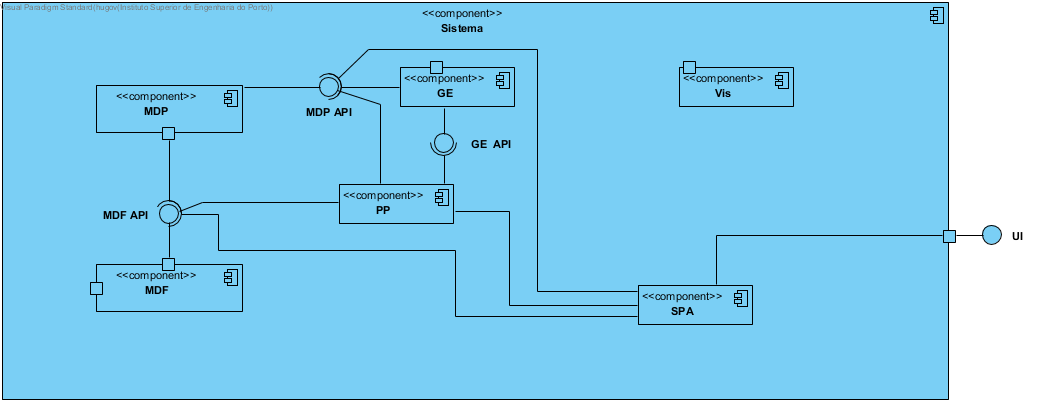 Visual Paradigm Standard(hugov(Instituto Superior de Engenharia do Porto))
<<component>>
Sistema
<<component>>
MDP
MDP API
<<component>>
GE
<<component>>
Vis
GE API
<<component>>
PP
MDF API
UI
<<component>>
MDF
<<component>>
SPA